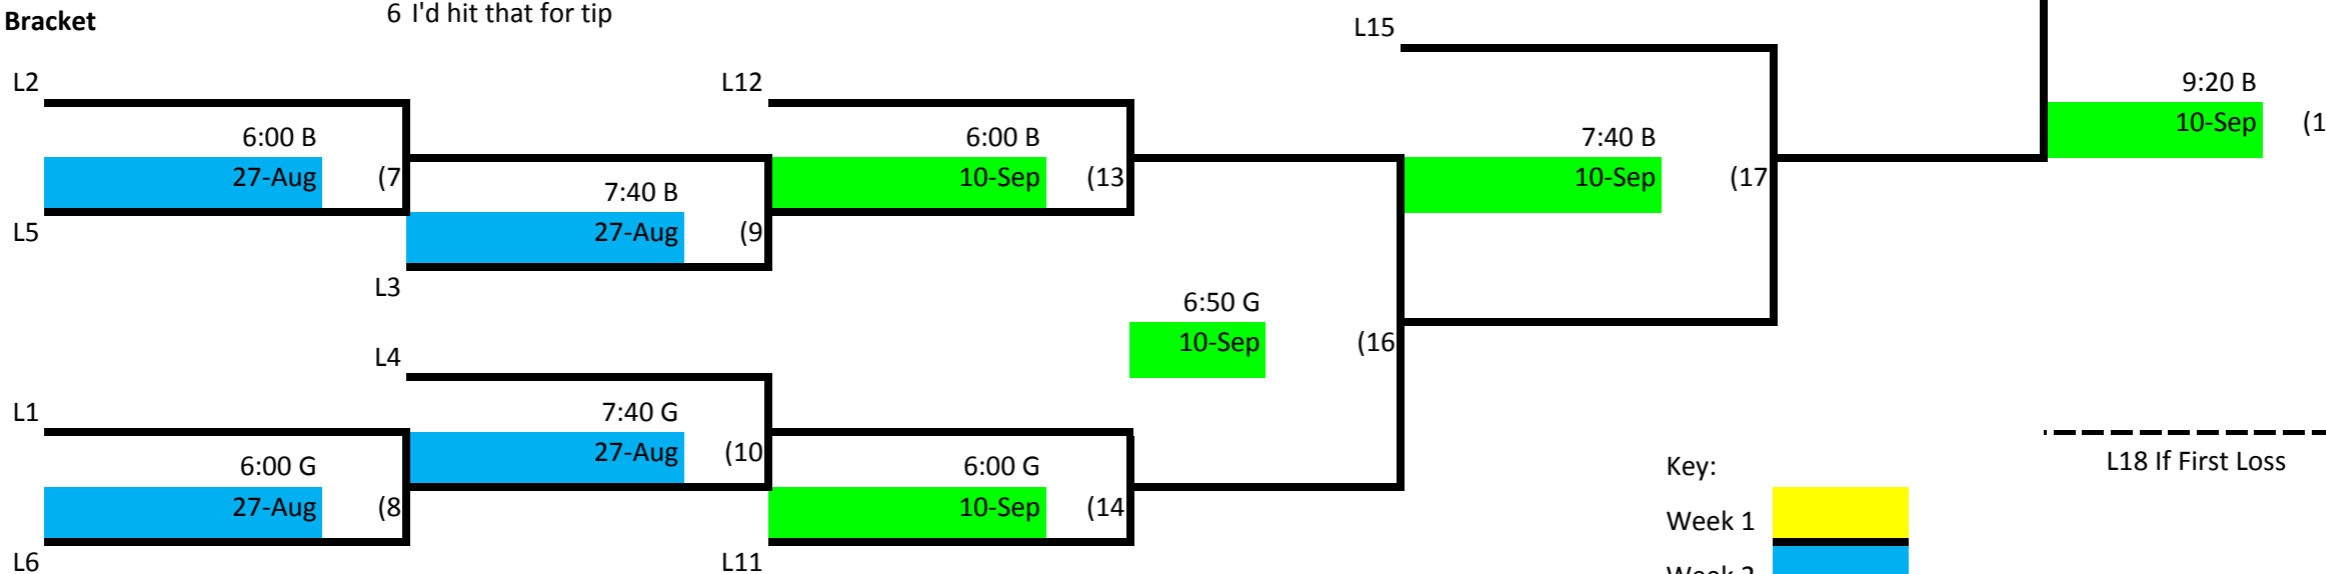 6 I'd hit that for tip
Bracket
L15
L2
L12
9:20 B
6:00 B
6:00 B
7:40 B
10-Sep (1
27-Aug (7
10-Sep (13
10-Sep (17
7:40 B
L5
27-Aug (9
L3
6:50 G
10-Sep (16
L4
L1
7:40 G
27-Aug (10
L18 If First Loss
6:00 G
6:00 G
Key:
27-Aug (8
10-Sep (14
Week 1
L6
L11